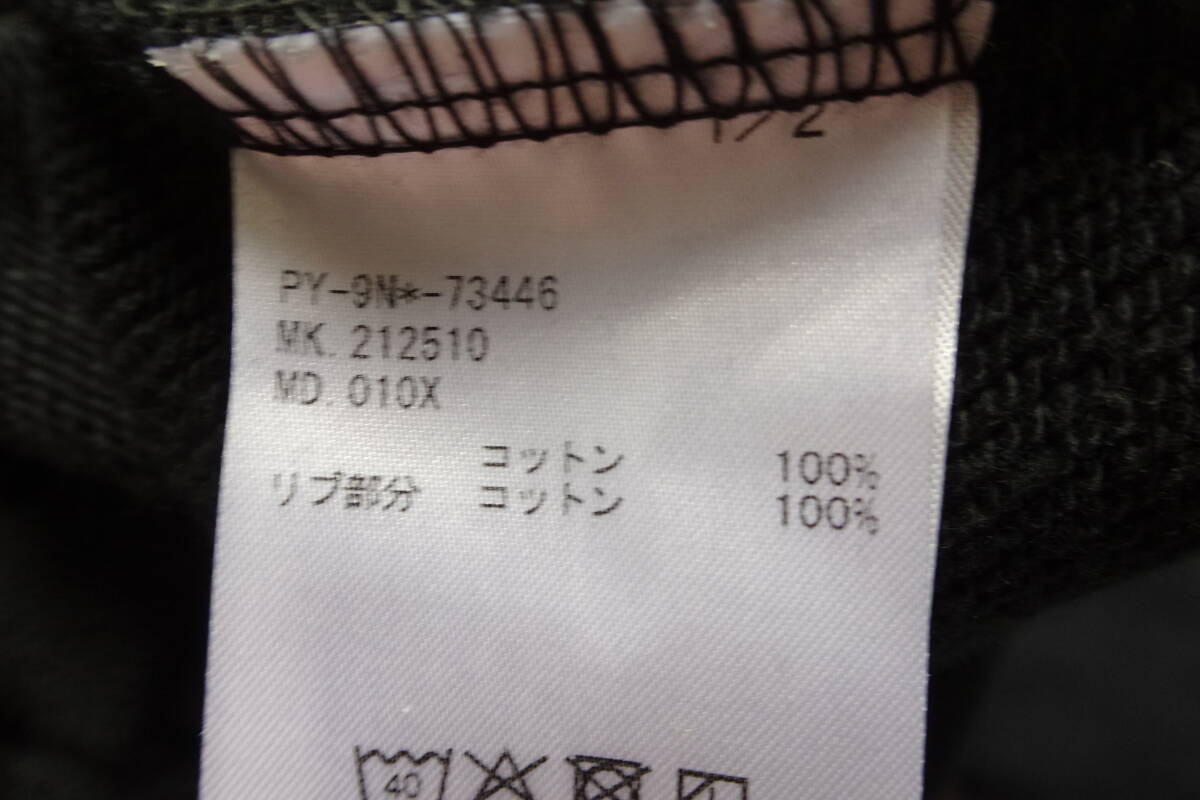 1/2
PY-9N*-73446
MK. 212510
MD. 010X
コットン 100%
リブ部分 コットン 100%
40